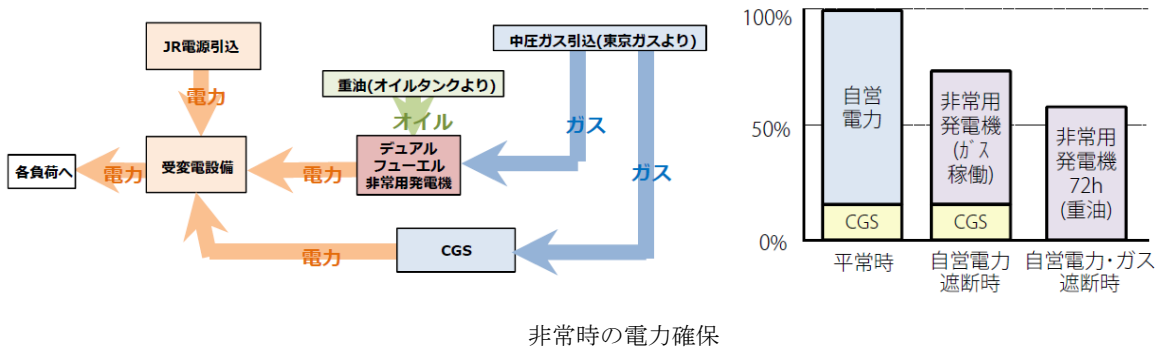 JR電源引込
中圧ガス引込(東京ガスより)
重油(オイルタンクより)
電力
オイル
ガス
ガス
各負荷へ
電力
受変電設備
電力
デュアル
フューエル
非常用発電機
電力
CGS
100%
50%
0%
自営
電力
CGS
非常用
発電機
(ｶﾞｽ
稼働)
CGS
非常用
発電機
72h
(重油)
平常時
自営電力
遮断時
自営電力･ガス
遮断時
非常時の電力確保